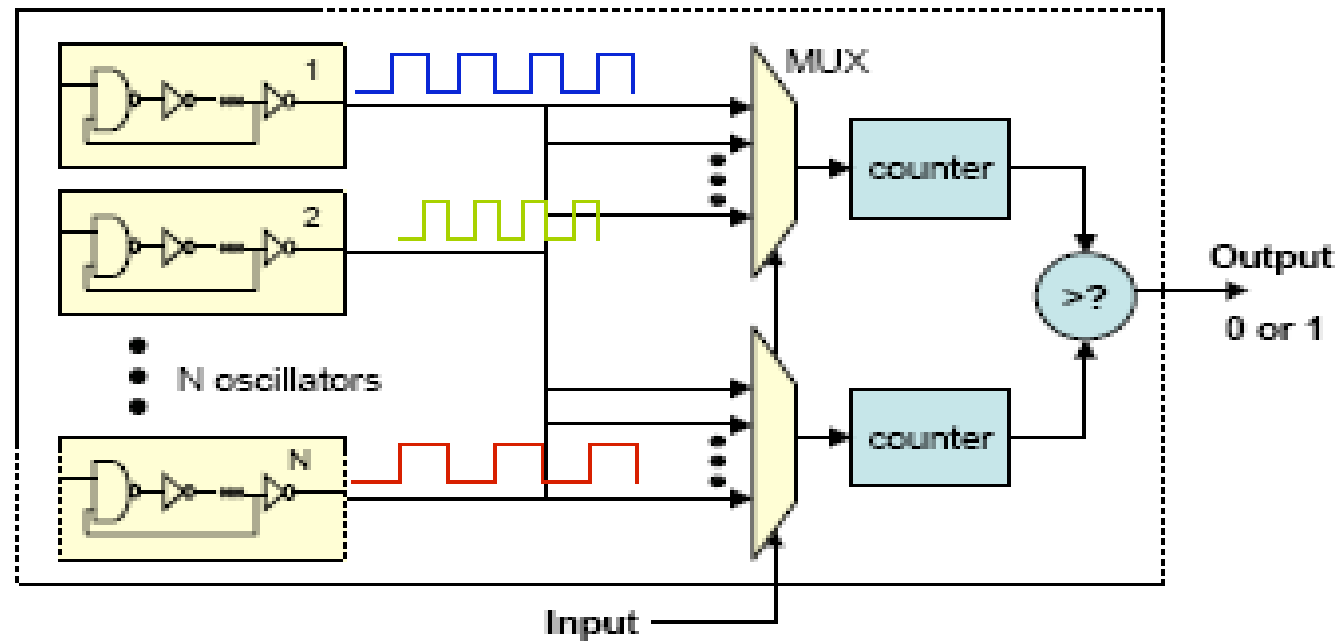 1
MUX
counter
2
>?
Output
0 or 1
N oscillators
N
counter
Input